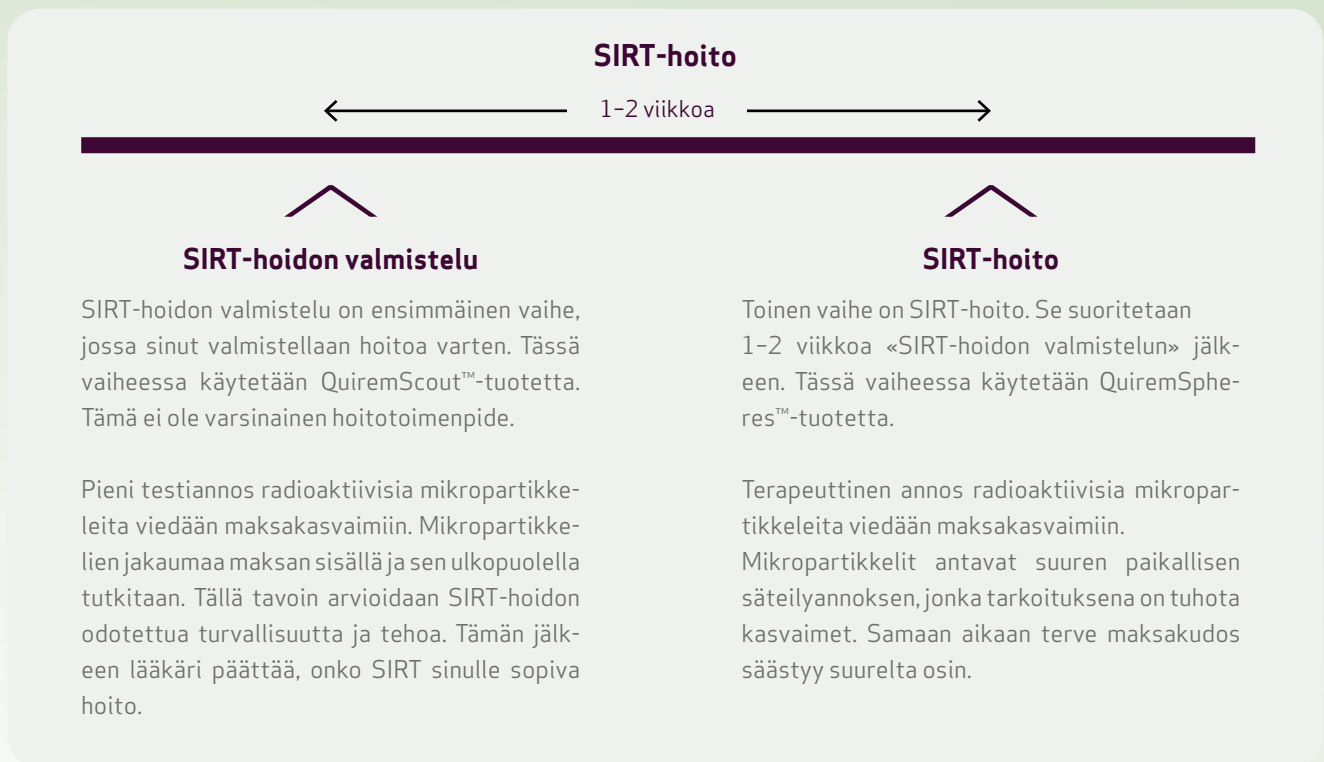 SIRT-hoito
1–2 viikkoa
SIRT-hoidon valmistelu
SIRT-hoidon valmistelu on ensimmäinen vaihe,
jossa sinut valmistellaan hoitoa varten. Tässä
vaiheessa käytetään QuiremScout™-tuotetta.
Tämä ei ole varsinainen hoitotoimenpide.
Pieni testiannos radioaktiivisia mikropartikke-
leita viedään maksakasvaimiin. Mikropartikke-
lien jakaumaa maksan sisällä ja sen ulkopuolella
tutkitaan. Tällä tavoin arvioidaan SIRT-hoidon
odotettua turvallisuutta ja tehoa. Tämän jälk-
een lääkäri päättää, onko SIRT sinulle sopiva
hoito.
SIRT-hoito
Toinen vaihe on SIRT-hoito. Se suoritetaan
1–2 viikkoa «SIRT-hoidon valmistelun» jälk-
een. Tässä vaiheessa käytetään QuiremSphe-
res™-tuotetta.
Terapeuttinen annos radioaktiivisia mikropar-
tikkeleita viedään maksakasvaimiin.
Mikropartikkelit antavat suuren paikallisen
säteilyannoksen, jonka tarkoituksena on tuhota
kasvaimet. Samaan aikaan terve maksakudos
säästyy suurelta osin.